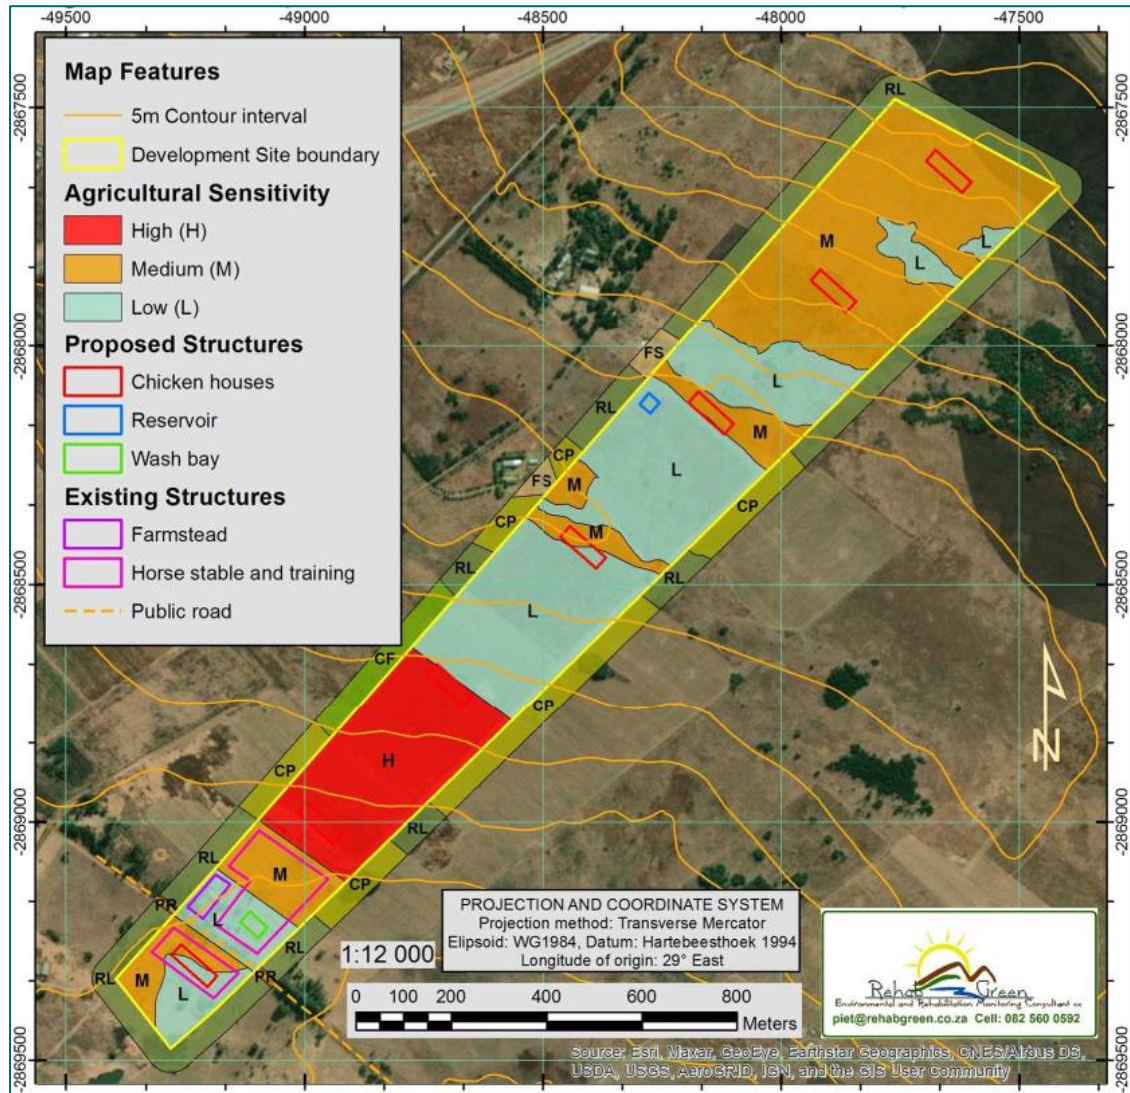 -49500 -49000 -48500 -48000 -47500
Map Features
5m Contour interval
Development Site boundary
Agricultural Sensitivity
High (H)
Medium (M)
Low (L)
Proposed Structures
Chicken houses
Reservoir
Wash bay
Existing Structures
Farmstead
Horse stable and training
Public road
-2867500
-2868000
-2868500
-2869000
-2869500
-2867500
-2868000
-2868500
-2869000
-2869500
RL
M
L
L
FS
L
RL
M
CP
L
M
FS
CP
CP
M
RL
RL
L
CF
CP
H
CP
RL
RL
M
CP
PR
L
RL
PR
RL
M
L
N
PROJECTION AND COORDINATE SYSTEM
Projection method: Transverse Mercator
Elipsoid: WG1984, Datum: Hartebeesthoek 1994
Longitude of origin: 29° East
1:12 000
0 100 200 400 600 800
Meters
Rehab Green
Environmental and Rehabilitation Monitoring Consultant cc
piet@rehabgreen.co.za Cell: 082 560 0592
Source: Esri, Maxar, GeoEye, Earthstar Geographics, CNES/Airbus DS,
USDA, USGS, AeroGRID, IGN, and the GIS User Community